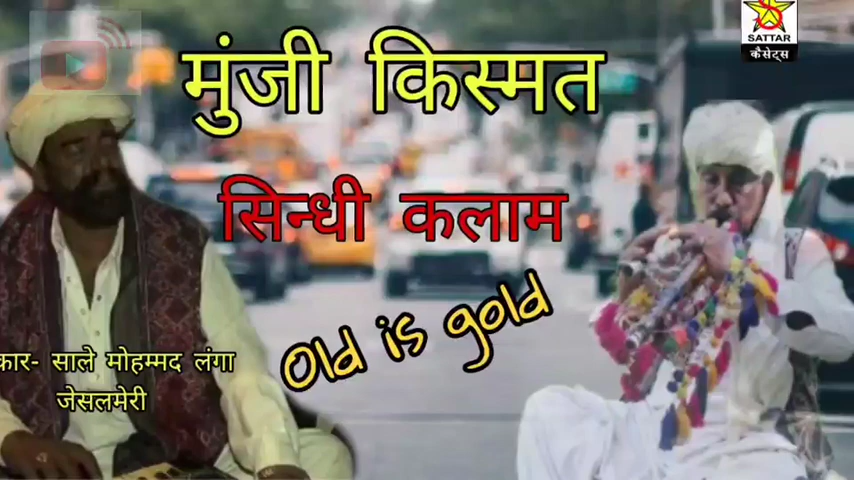 SATTAR
कैसेट्स
मुंजी किस्मत
सिन्धी कलाम
Old is gold
कार- साले मोहम्मद लंगा
जेसलमेरी